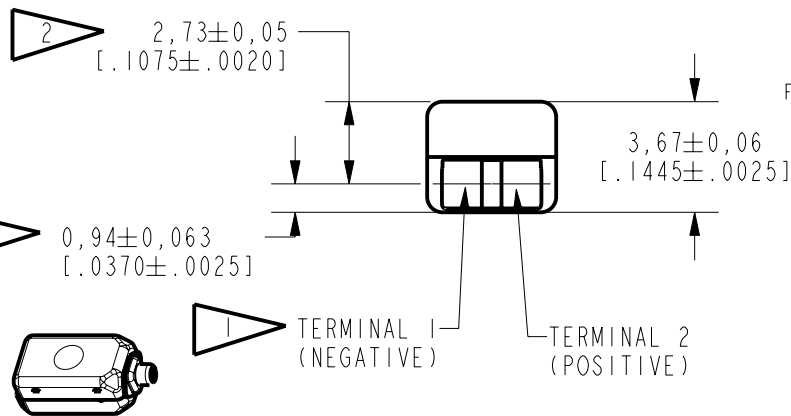 2
2,73±0,05
[.1075±.0020]
F
3,67±0,06
[.1445±.0025]
0,94±0,063
[.0370±.0025]
1
TERMINAL 1
(NEGATIVE)
TERMINAL 2
(POSITIVE)